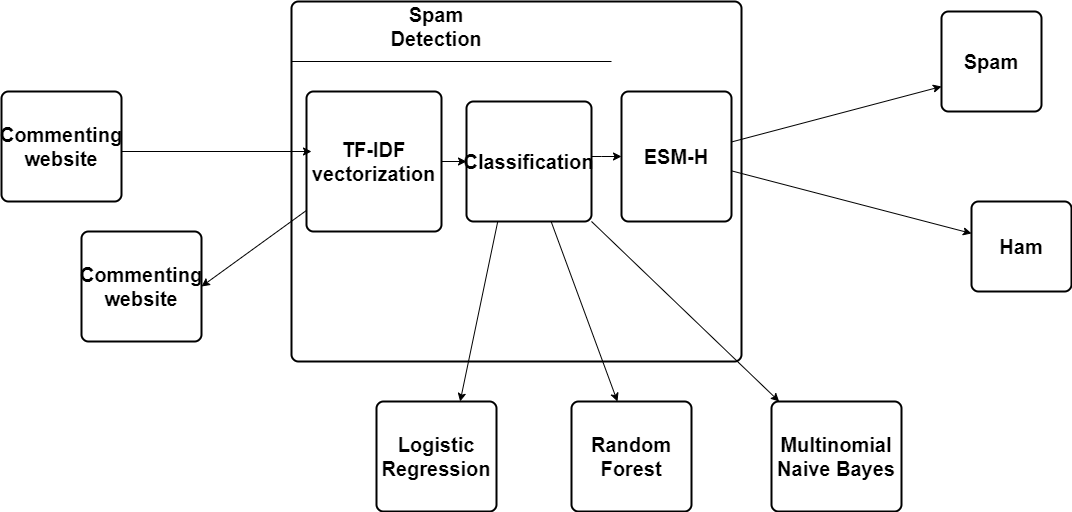 Spam
Detection
Spam
Commenting
website
TF-IDF
vectorization
Classification
ESM-H
Ham
Commenting
website
Logistic
Regression
Random
Forest
Multinomial
Naive Bayes